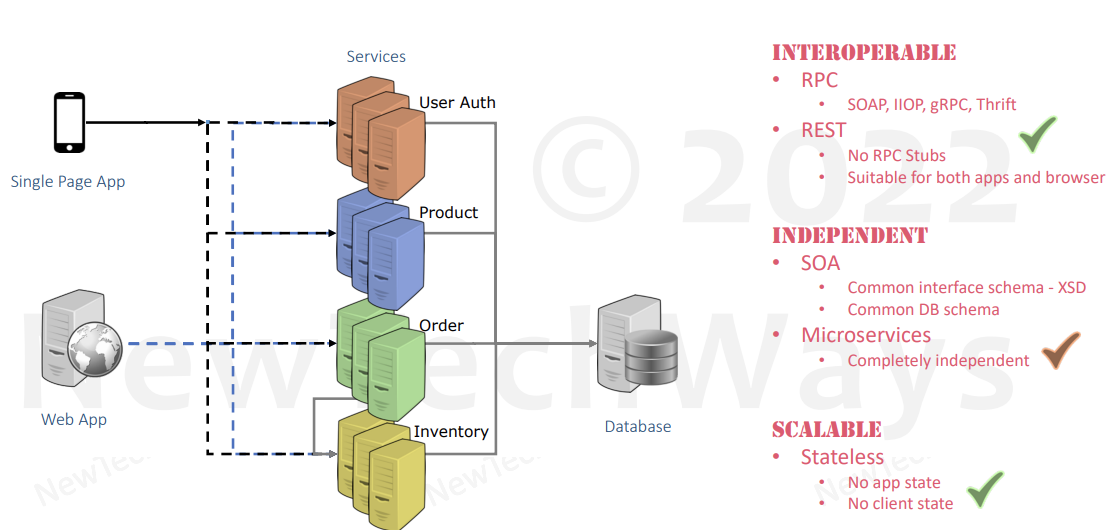 Services
User Auth
Single Page App
Product
Order
Web App
Inventory
Database
INTEROPERABLE
• RPC
• SOAP, IIOP, gRPC, Thrift
• REST
• No RPC Stubs
• Suitable for both apps and browser
INDEPENDENT
• SOA
• Common interface schema - XSD
• Common DB schema
• Microservices
• Completely independent
SCALABLE
• Stateless
• No app state
• No client state
© 2022
NewTechWays
NewTec
NewTech
NewTech